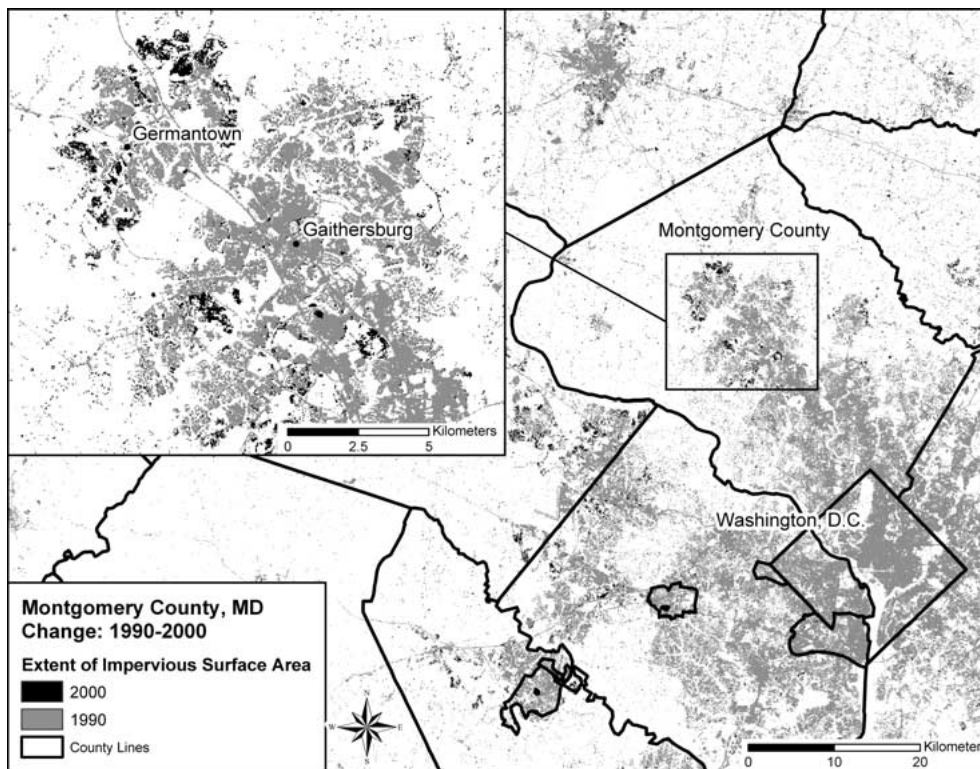 Germantown
Gaithersburg
Kilometers
0 2.5 5
Montgomery County
Washington, D.C.
Montgomery County, MD
Change: 1990-2000
Extent of Impervious Surface Area
2000
1990
County Lines
N
W E
S
Kilometer
0 10 20